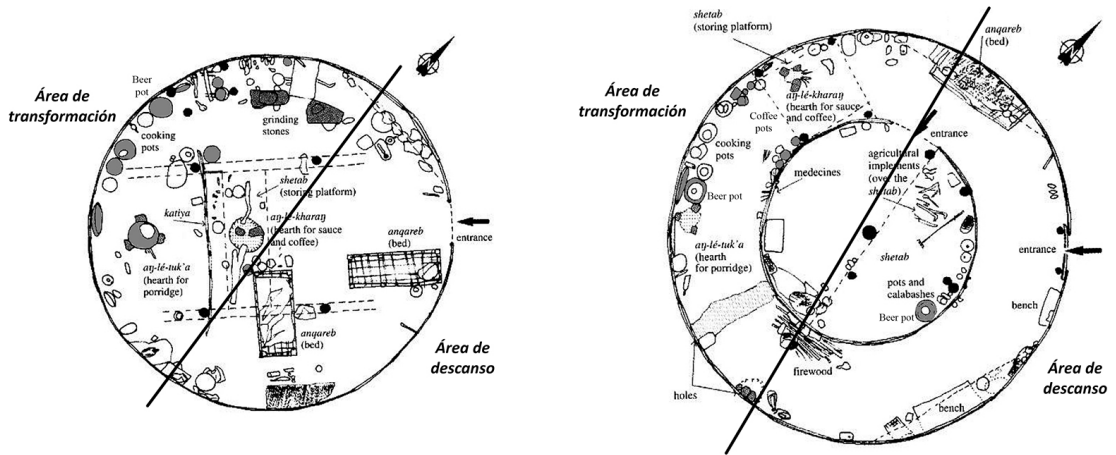 Área de
transformación
Beer
pot
cooking
pots
grinding
stones
shetab
(storing platform)
katiya
aŋ-lé-kharaŋ
(hearth for sauce
and coffee)
aŋ-lé-tuk'a
(hearth
for porridge)
anqareb
(bed)
entrance
anqareb
(bed)
Área de
descanso
shetab
(storing platform)
anqareb
(bed)
Área de
transformación
aŋ-lé-kharaŋ
(hearth for sauce
and coffee)
Coffee
pots
cooking
pots
entrance
agricultural
implements
(over the
shetab)
medecines
Beer pot
aŋ-lé-tuk'a
(hearth
for porridge)
shetab
entrance
pots and
calabashes
Beer pot
bench
firewood
holes
bench
Área de
descanso